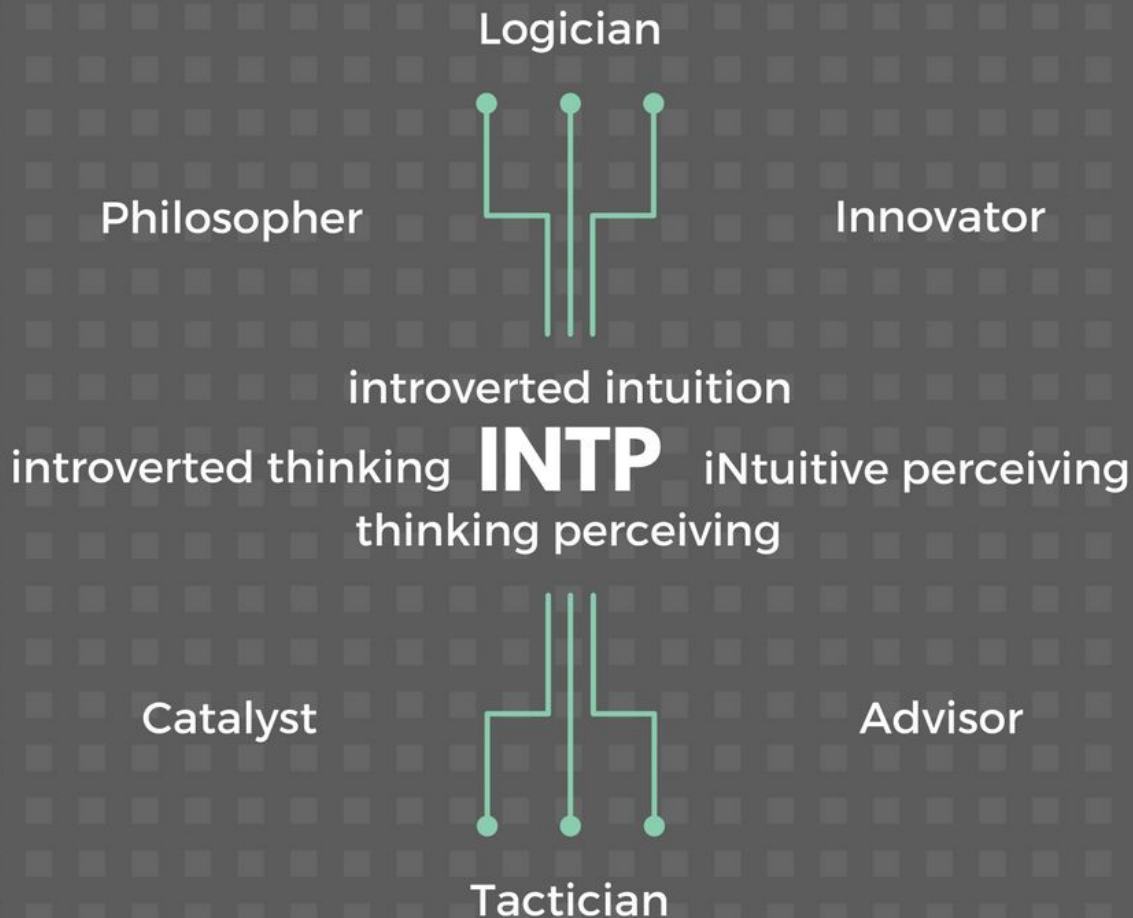 Logician
Philosopher
Innovator
introverted intuition
introverted thinking INTP iNtuitive perceiving
thinking perceiving
Catalyst
Advisor
Tactician